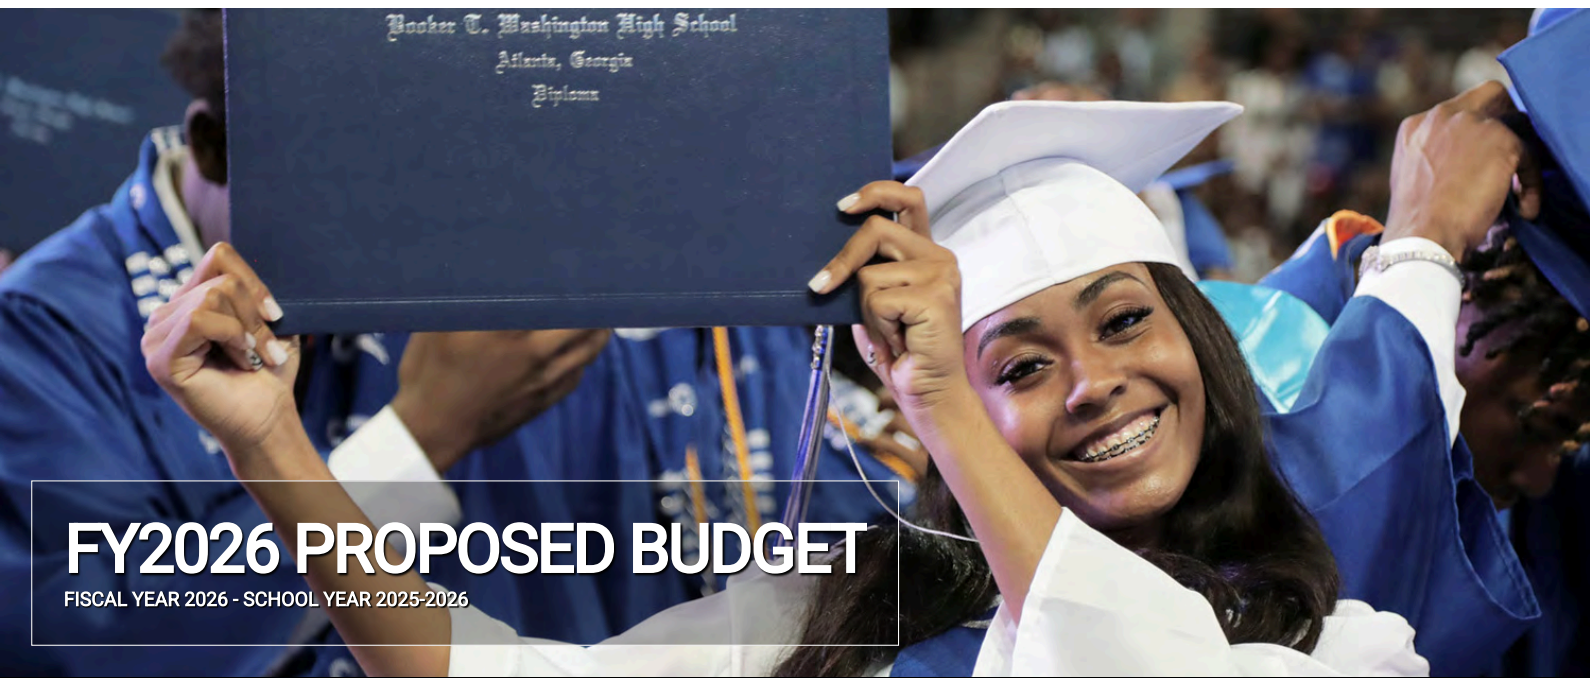 Booker T. Washington High School
Atlanta, Georgia
Diploma
FY2026 PROPOSED BUDGET
FISCAL YEAR 2026 - SCHOOL YEAR 2025-2026